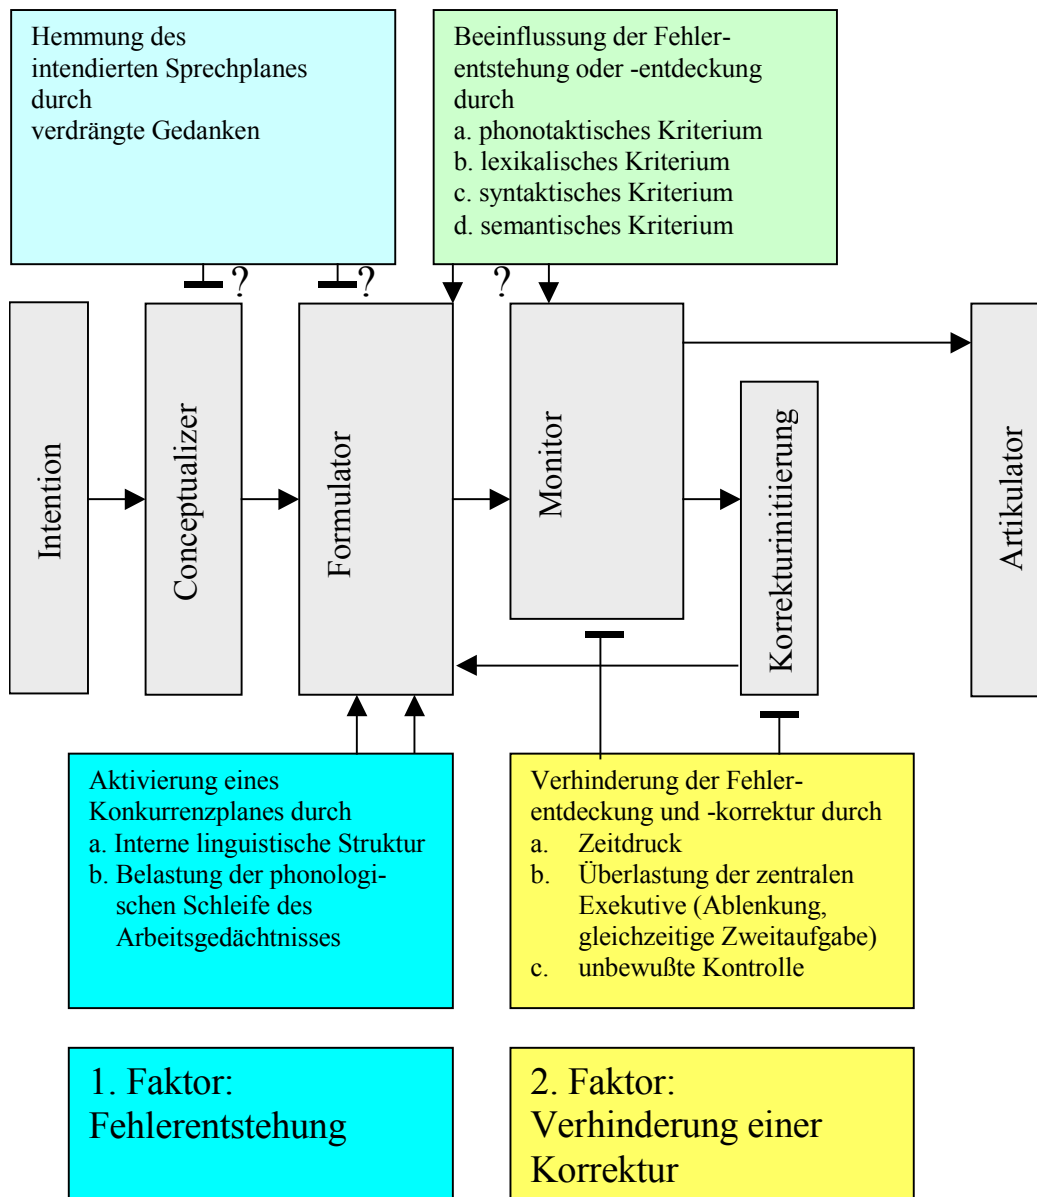 Hemmung des
intendierten Sprechplanes
durch
verdrängte Gedanken
Beeinflussung der Fehler-
entstehung oder -entdeckung
durch
a. phonotaktisches Kriterium
b. lexikalisches Kriterium
c. syntaktisches Kriterium
d. semantisches Kriterium
?
?
?
Intention
Conceptualizer
Formulator
Monitor
Korrekturinitiierung
Artikulator
Aktivierung eines
Konkurrenzplanes durch
a. Interne linguistische Struktur
b. Belastung der phonologi-
schen Schleife des
Arbeitsgedächtnisses
Verhinderung der Fehler-
entdeckung und -korrektur durch
a. Zeitdruck
b. Überlastung der zentralen
Exekutive (Ablenkung,
gleichzeitige Zweitaufgabe)
c. unbewußte Kontrolle
1. Faktor:
Fehlerentstehung
2. Faktor:
Verhinderung einer
Korrektur